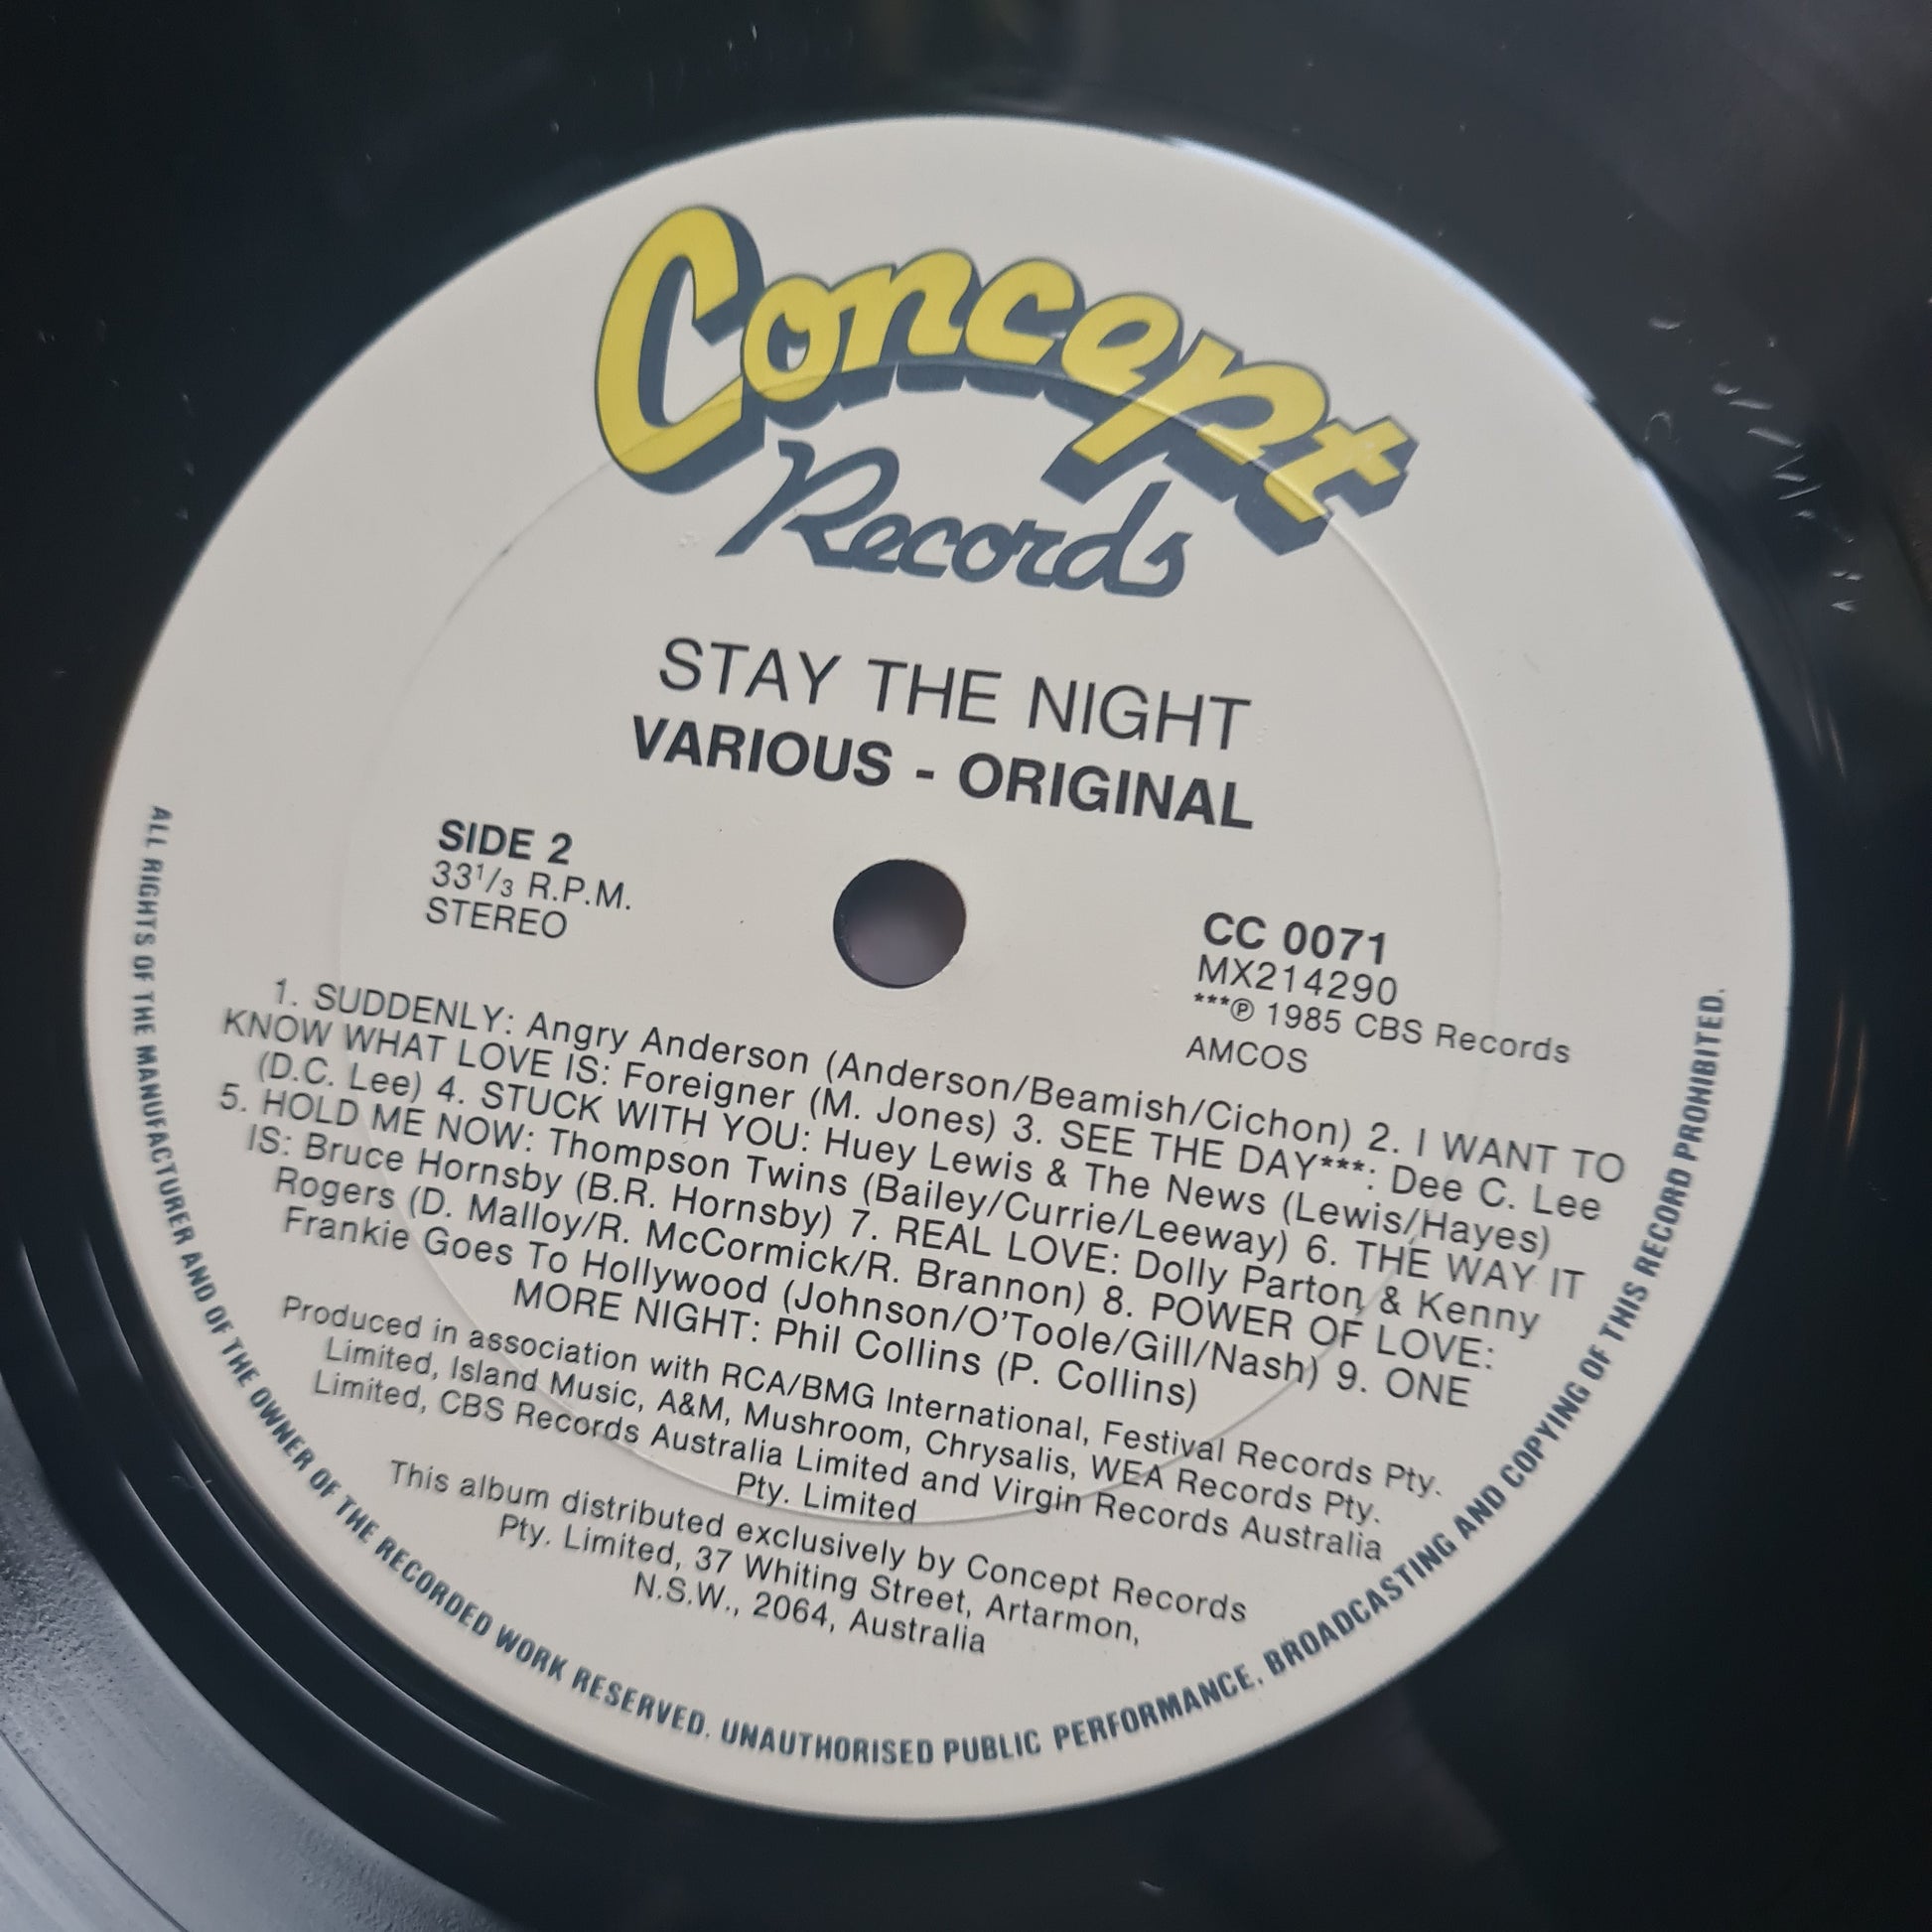 Concept
Records
STAY THE NIGHT
VARIOUS - ORIGINAL
SIDE 2
33¹/₃ R.P.M.
STEREO
CC 0071
MX214290
***℗ 1985 CBS Records
AMCOS
1. SUDDENLY: Angry Anderson (Anderson/Beamish/Cichon) 2. I WANT TO
KNOW WHAT LOVE IS: Foreigner (M. Jones) 3. SEE THE DAY***: Dee C. Lee
(D.C. Lee) 4. STUCK WITH YOU: Huey Lewis & The News (Lewis/Hayes)
5. HOLD ME NOW: Thompson Twins (Bailey/Currie/Leeway) 6. THE WAY IT
IS: Bruce Hornsby (B.R. Hornsby) 7. REAL LOVE: Dolly Parton & Kenny
Rogers (D. Malloy/R. McCormick/R. Brannon) 8. POWER OF LOVE:
Frankie Goes To Hollywood (Johnson/O'Toole/Gill/Nash) 9. ONE
MORE NIGHT: Phil Collins (P. Collins)
Produced in association with RCA/BMG International, Festival Records Pty.
Limited, Island Music, A&M, Mushroom, Chrysalis, WEA Records Pty.
Limited, CBS Records Australia Limited and Virgin Records Australia
Pty. Limited
This album distributed exclusively by Concept Records
Pty. Limited, 37 Whiting Street, Artarmon,
N.S.W., 2064, Australia
ALL RIGHTS OF THE MANUFACTURER AND OF THE OWNER OF THE RECORDED WORK RESERVED. UNAUTHORISED PUBLIC PERFORMANCE. BROADCASTING AND COPYING OF THIS RECORD PROHIBITED.